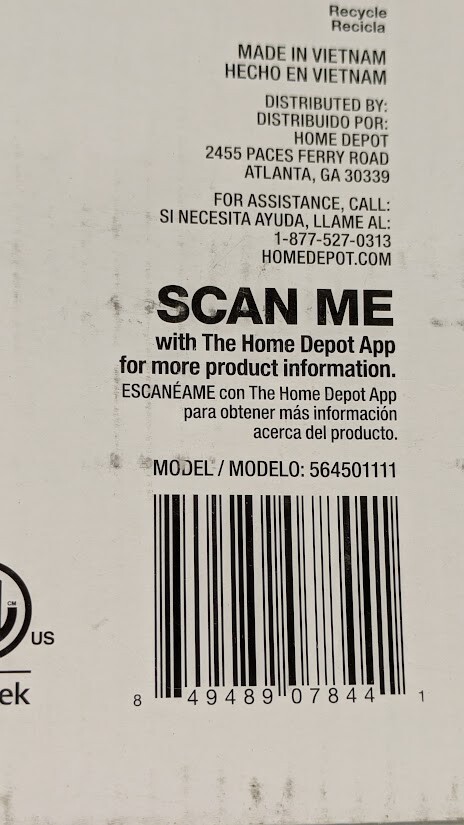 Recycle
Recicla
MADE IN VIETNAM
HECHO EN VIETNAM
DISTRIBUTED BY:
DISTRIBUIDO POR:
HOME DEPOT
2455 PACES FERRY ROAD
ATLANTA, GA 30339
FOR ASSISTANCE, CALL:
SI NECESITA AYUDA, LLAME AL:
1-877-527-0313
HOMEDEPOT.COM
SCAN ME
with The Home Depot App
for more product information.
ESCANÉAME con The Home Depot App
para obtener más información
acerca del producto.
MODEL / MODELO: 564501111
CM
US
ek
8 49489 07844 1